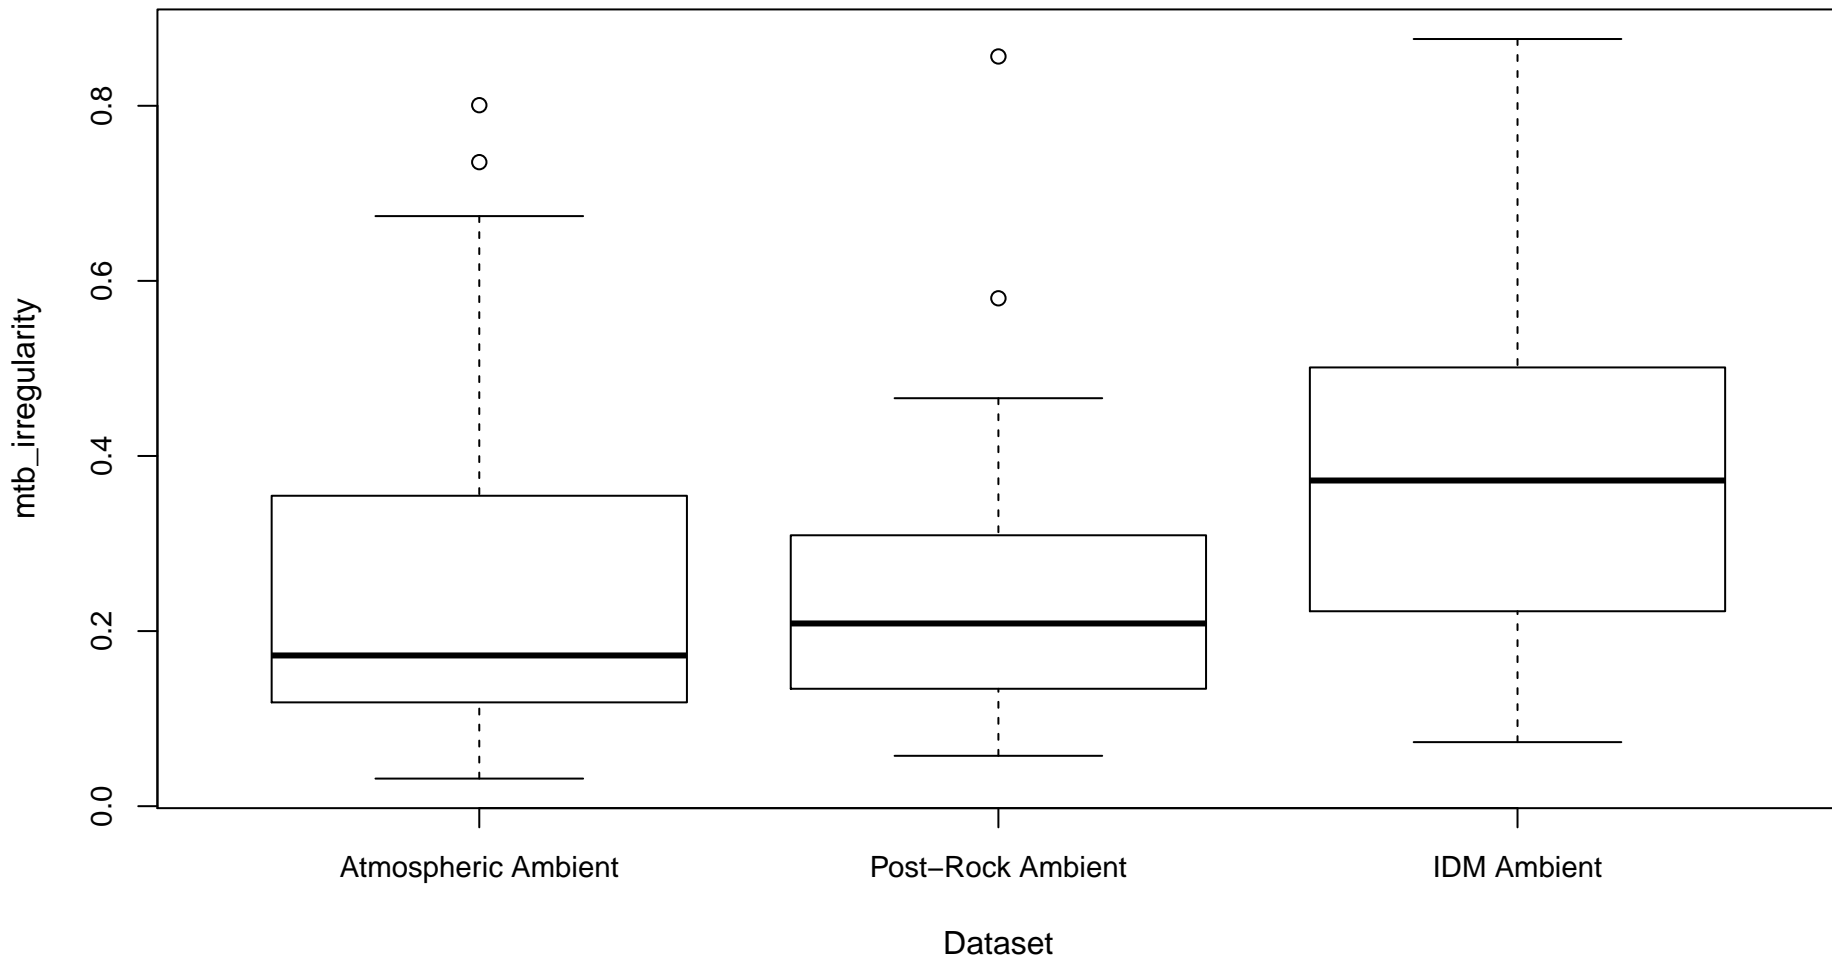 mtb_irregularity
0.8
0.6
0.4
0.2
0.0
Atmospheric Ambient
Post−Rock Ambient
IDM Ambient
Dataset